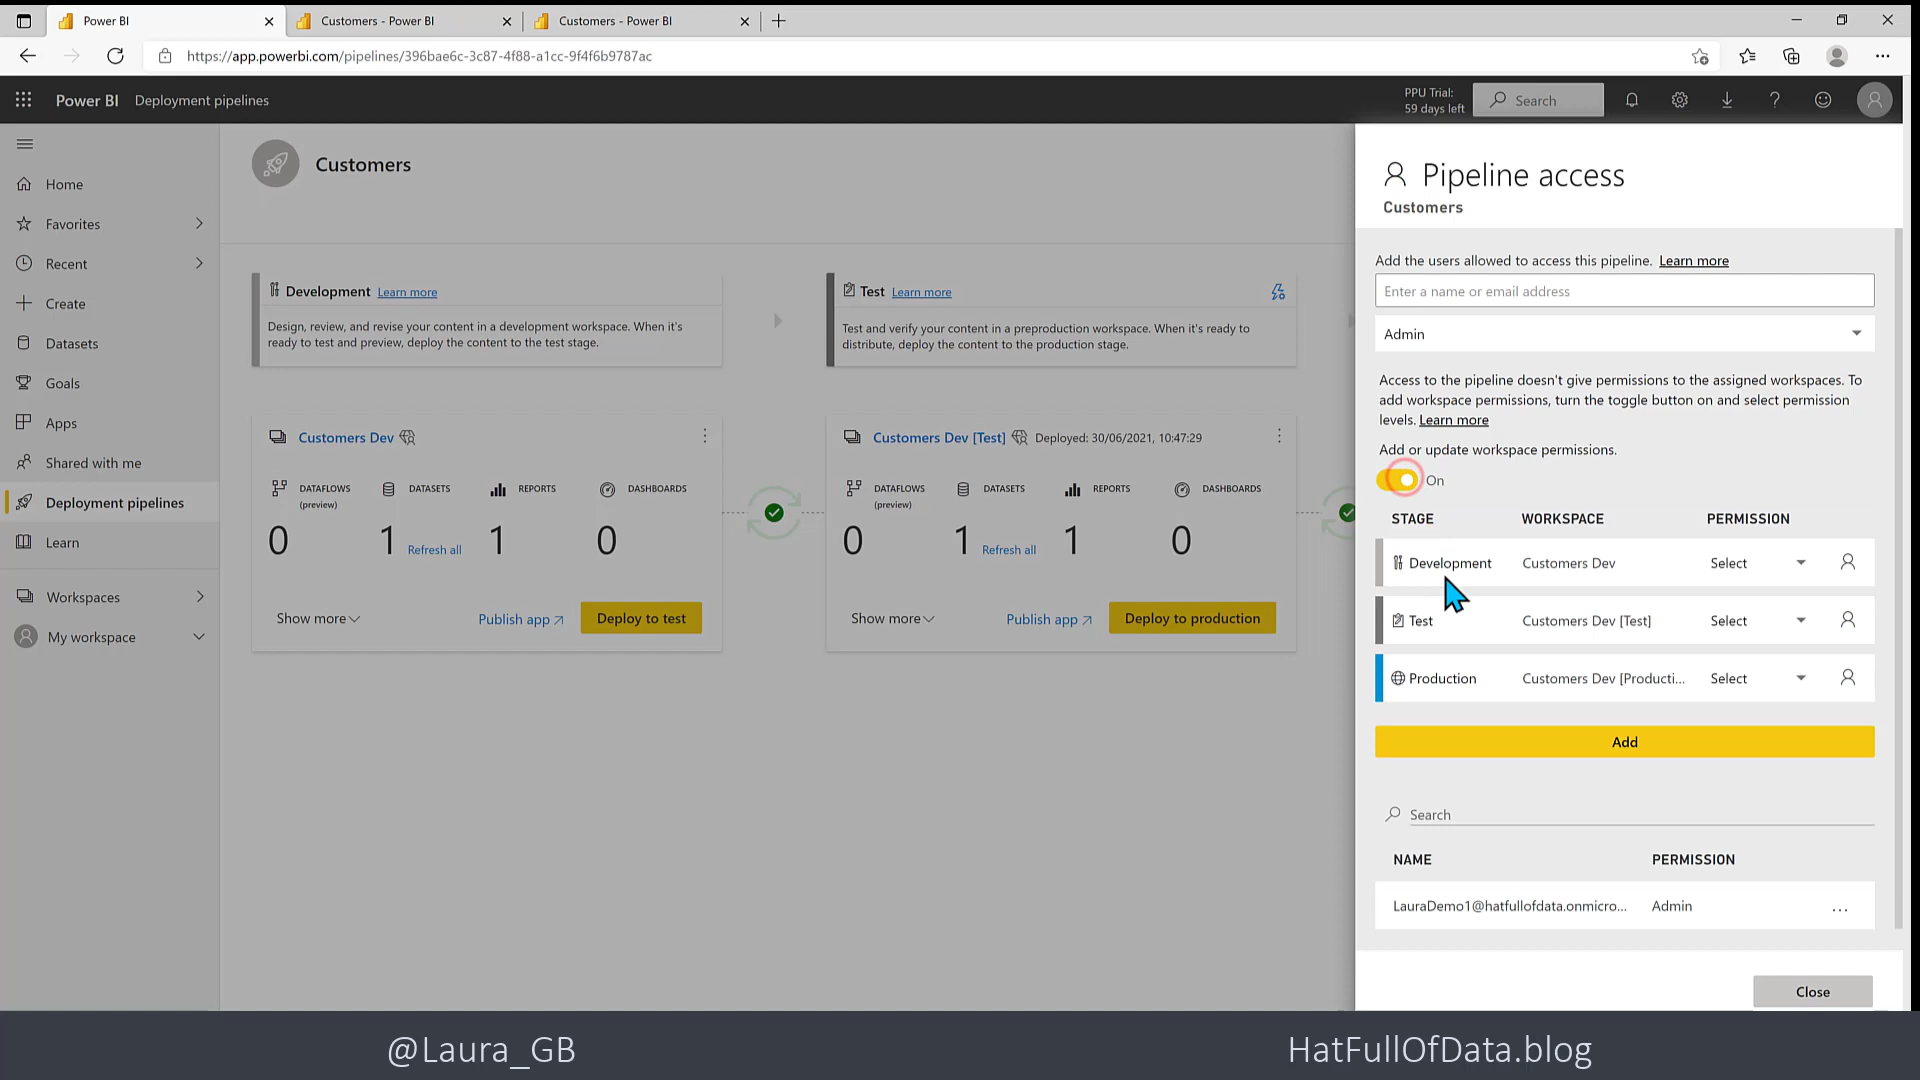 Power BI
Customers - Power BI
Customers - Power BI
https://app.powerbi.com/pipelines/396bae6c-3c87-4f88-a1cc-9f4f6b9787ac
Power BI
Deployment pipelines
PPU Trial:
59 days left
Search
Home
Favorites
Recent
Create
Datasets
Goals
Apps
Shared with me
Deployment pipelines
Learn
Workspaces
My workspace
Customers
Development Learn more
Design, review, and revise your content in a development workspace. When it's
ready to test and preview, deploy the content to the test stage.
Test Learn more
Test and verify your content in a preproduction workspace. When it's ready to
distribute, deploy the content to the production stage.
Customers Dev
DATAFLOWS
(preview)
DATASETS
REPORTS
DASHBOARDS
0
1
Refresh all
1
0
Show more
Publish app
Deploy to test
Customers Dev [Test]
Deployed: 30/06/2021, 10:47:29
DATAFLOWS
(preview)
DATASETS
REPORTS
DASHBOARDS
0
1
Refresh all
1
0
Show more
Publish app
Deploy to production
Pipeline access
Customers
Add the users allowed to access this pipeline. Learn more
Enter a name or email address
Admin
Access to the pipeline doesn't give permissions to the assigned workspaces. To
add workspace permissions, turn the toggle button on and select permission
levels. Learn more
Add or update workspace permissions.
On
STAGE WORKSPACE PERMISSION
Development Customers Dev Select
Test Customers Dev [Test] Select
Production Customers Dev [Producti... Select
Add
Search
NAME PERMISSION
LauraDemo1@hatfullofdata.onmicro... Admin
Close
@Laura_GB
HatFullOfData.blog